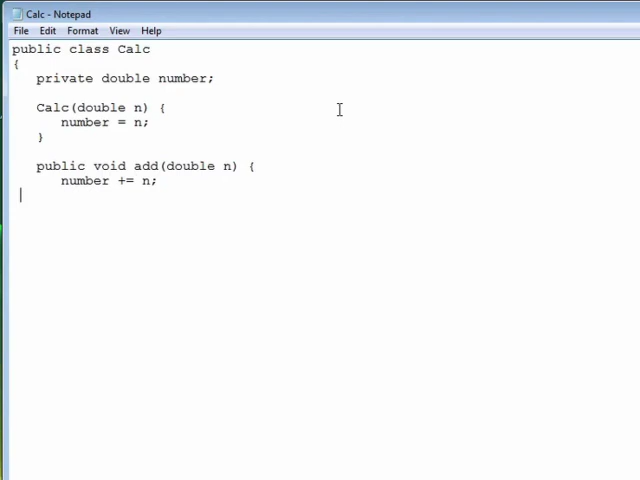 Calc - Notepad
File Edit Format View Help
public class Calc
{
   private double number;

   Calc(double n) {
      number = n;
   }

   public void add(double n) {
      number += n;